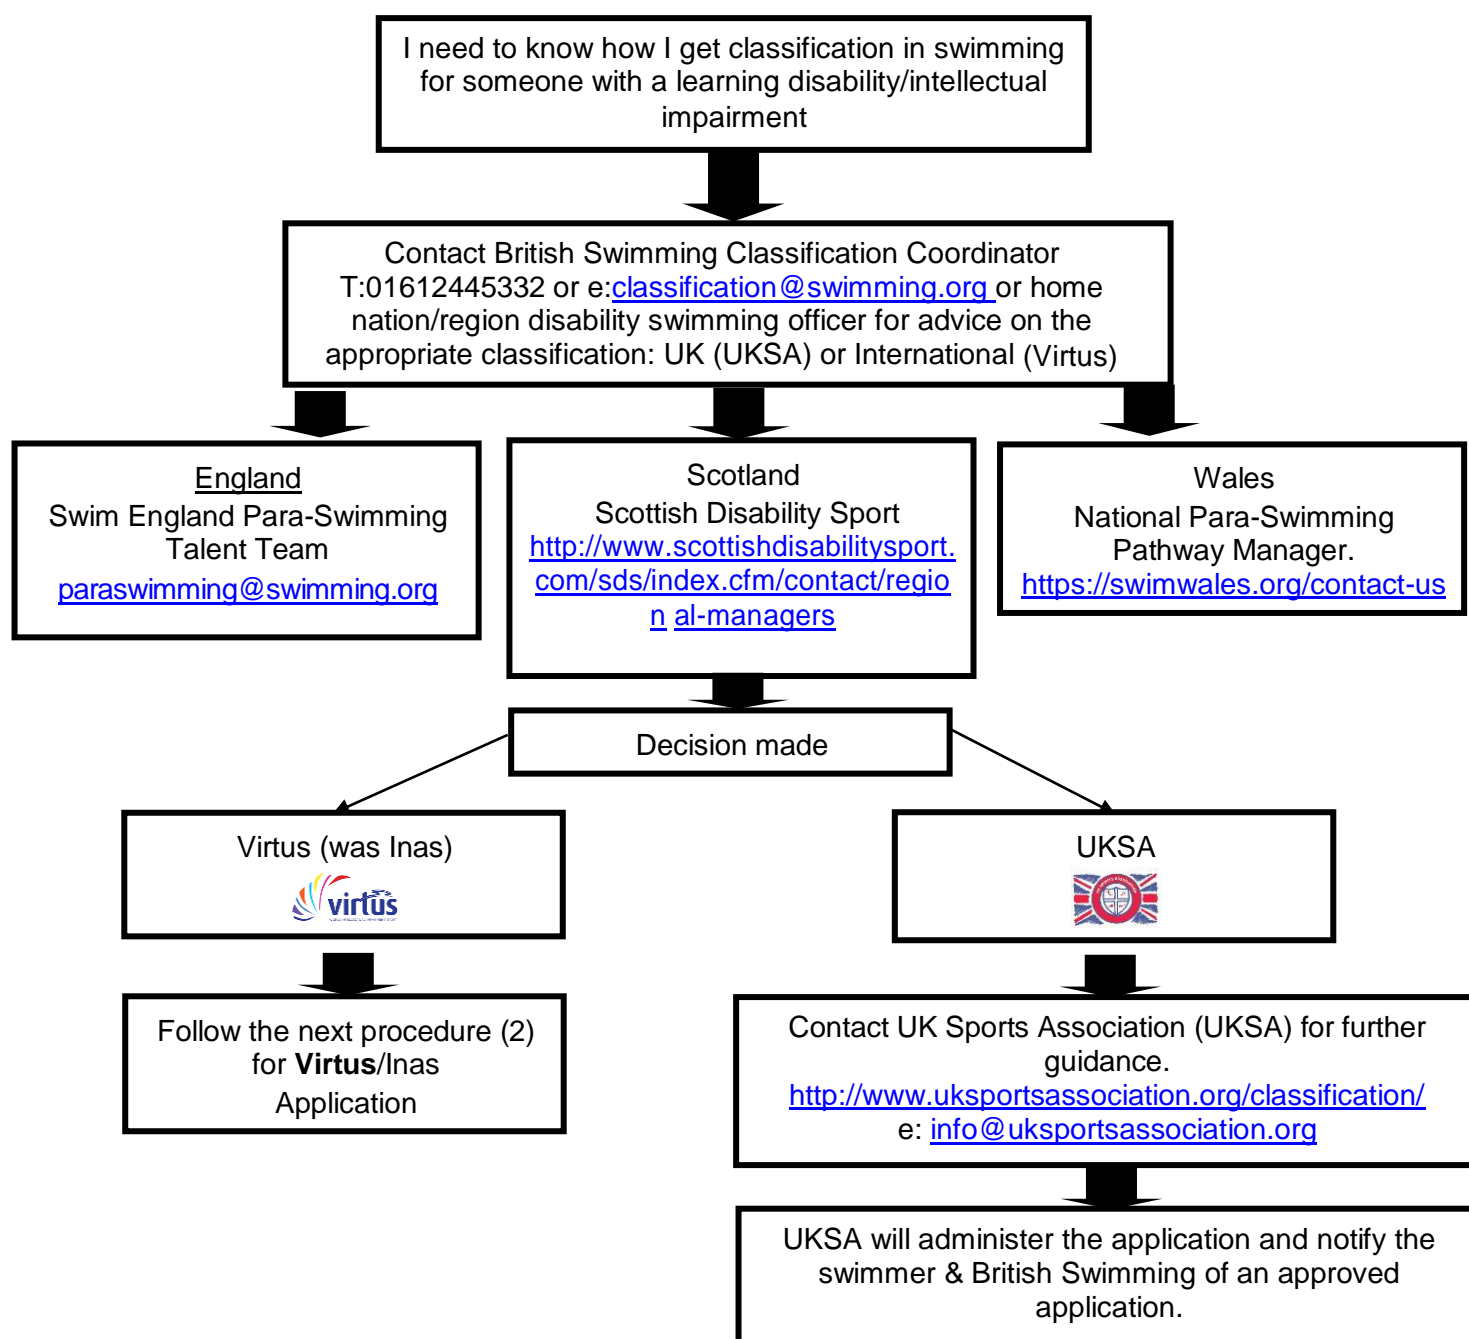 I need to know how I get classification in swimming
for someone with a learning disability/intellectual
impairment
Contact British Swimming Classification Coordinator
T:01612445332 or e:classification@swimming.org or home
nation/region disability swimming officer for advice on the
appropriate classification: UK (UKSA) or International (Virtus)
England
Swim England Para-Swimming
Talent Team
paraswimming@swimming.org
Scotland
Scottish Disability Sport
http://www.scottishdisabilitysport.
com/sds/index.cfm/contact/regio
n al-managers
Wales
National Para-Swimming
Pathway Manager.
https://swimwales.org/contact-us
Decision made
Virtus (was Inas)
virtus
UKSA
Follow the next procedure (2)
for Virtus/Inas
Application
Contact UK Sports Association (UKSA) for further
guidance.
http://www.uksportsassociation.org/classification/
e: info@uksportsassociation.org
UKSA will administer the application and notify the
swimmer & British Swimming of an approved
application.